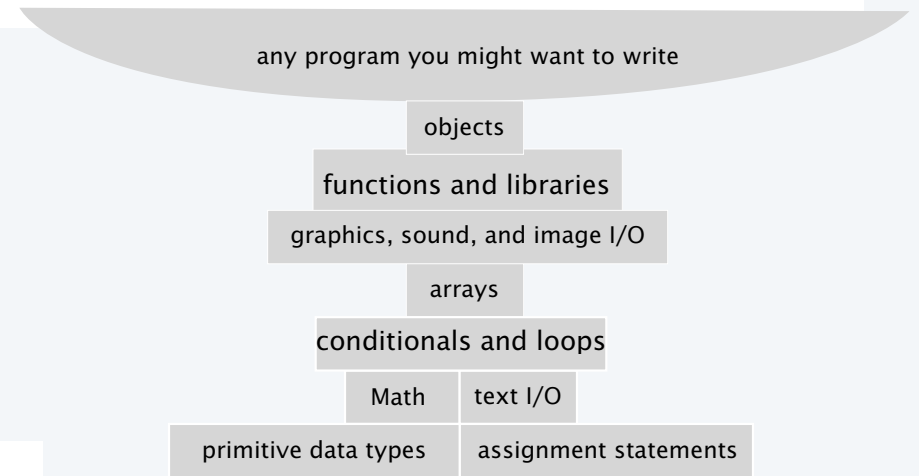 any program you might want to write
objects
functions and libraries
graphics, sound, and image I/O
arrays
conditionals and loops
Math text I/O
primitive data types assignment statements